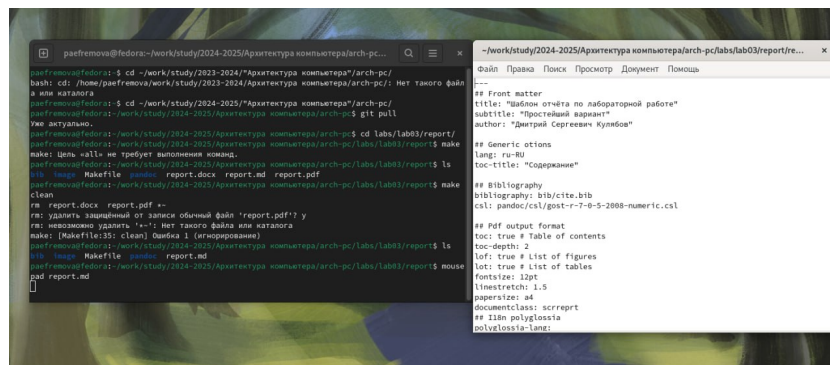 paefremova@fedora:~/work/study/2024-2025/Архитектура компьютера/arch-pc...
paefremova@fedora:~$ cd ~/work/study/2023-2024/"Архитектура компьютера"/arch-pc/
bash: cd: /home/paefremova/work/study/2023-2024/Архитектура компьютера/arch-pc/: Нет такого файл
а или каталога
paefremova@fedora:~$ cd ~/work/study/2024-2025/"Архитектура компьютера"/arch-pc/
paefremova@fedora:~/work/study/2024-2025/Архитектура компьютера/arch-pc$ git pull
Уже актуально.
paefremova@fedora:~/work/study/2024-2025/Архитектура компьютера/arch-pc$ cd labs/lab03/report/
paefremova@fedora:~/work/study/2024-2025/Архитектура компьютера/arch-pc/labs/lab03/report$ make
make: Цель «all» не требует выполнения команд.
paefremova@fedora:~/work/study/2024-2025/Архитектура компьютера/arch-pc/labs/lab03/report$ ls
bib image Makefile pandoc report.docx report.md report.pdf
paefremova@fedora:~/work/study/2024-2025/Архитектура компьютера/arch-pc/labs/lab03/report$ make
clean
rm report.docx report.pdf *~
rm: удалить защищённый от записи обычный файл 'report.pdf'? y
rm: невозможно удалить '*~': Нет такого файла или каталога
make: [Makefile:35: clean] Ошибка 1 (игнорирование)
paefremova@fedora:~/work/study/2024-2025/Архитектура компьютера/arch-pc/labs/lab03/report$ ls
bib image Makefile pandoc report.md
paefremova@fedora:~/work/study/2024-2025/Архитектура компьютера/arch-pc/labs/lab03/report$ mouse
pad report.md
~/work/study/2024-2025/Архитектура компьютера/arch-pc/labs/lab03/report/re...
Файл Правка Поиск Просмотр Документ Помощь
---
## Front matter
title: "Шаблон отчёта по лабораторной работе"
subtitle: "Простейший вариант"
author: "Дмитрий Сергеевич Кулябов"
## Generic otions
lang: ru-RU
toc-title: "Содержание"
## Bibliography
bibliography: bib/cite.bib
csl: pandoc/csl/gost-r-7-0-5-2008-numeric.csl
## Pdf output format
toc: true # Table of contents
toc-depth: 2
lof: true # List of figures
lot: true # List of tables
fontsize: 12pt
linestretch: 1.5
papersize: a4
documentclass: scrreprt
## I18n polyglossia
polyglossia-lang: